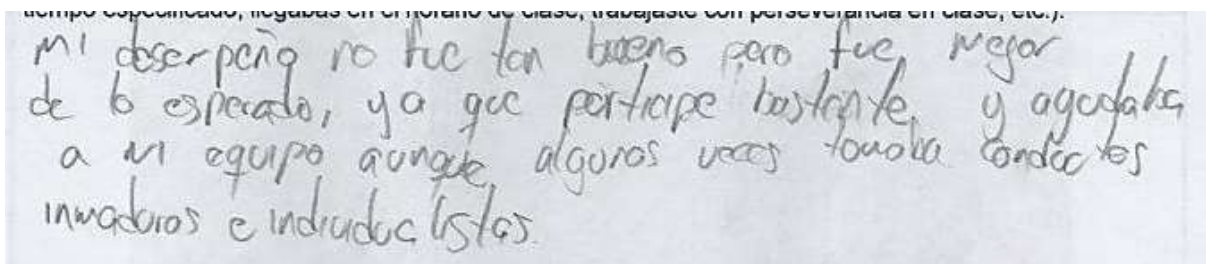 tiempo especificado, llegabas en el horario de clase, trabajaste con perseverancia en clase, etc.).
Mi deserpeño no fue tan bueno pero fue mejor
de lo esperado, ya que participe bastante, y agudaba
a mi equipo aunque algunas veces tomaba conductas
inmaduras e individualistas.